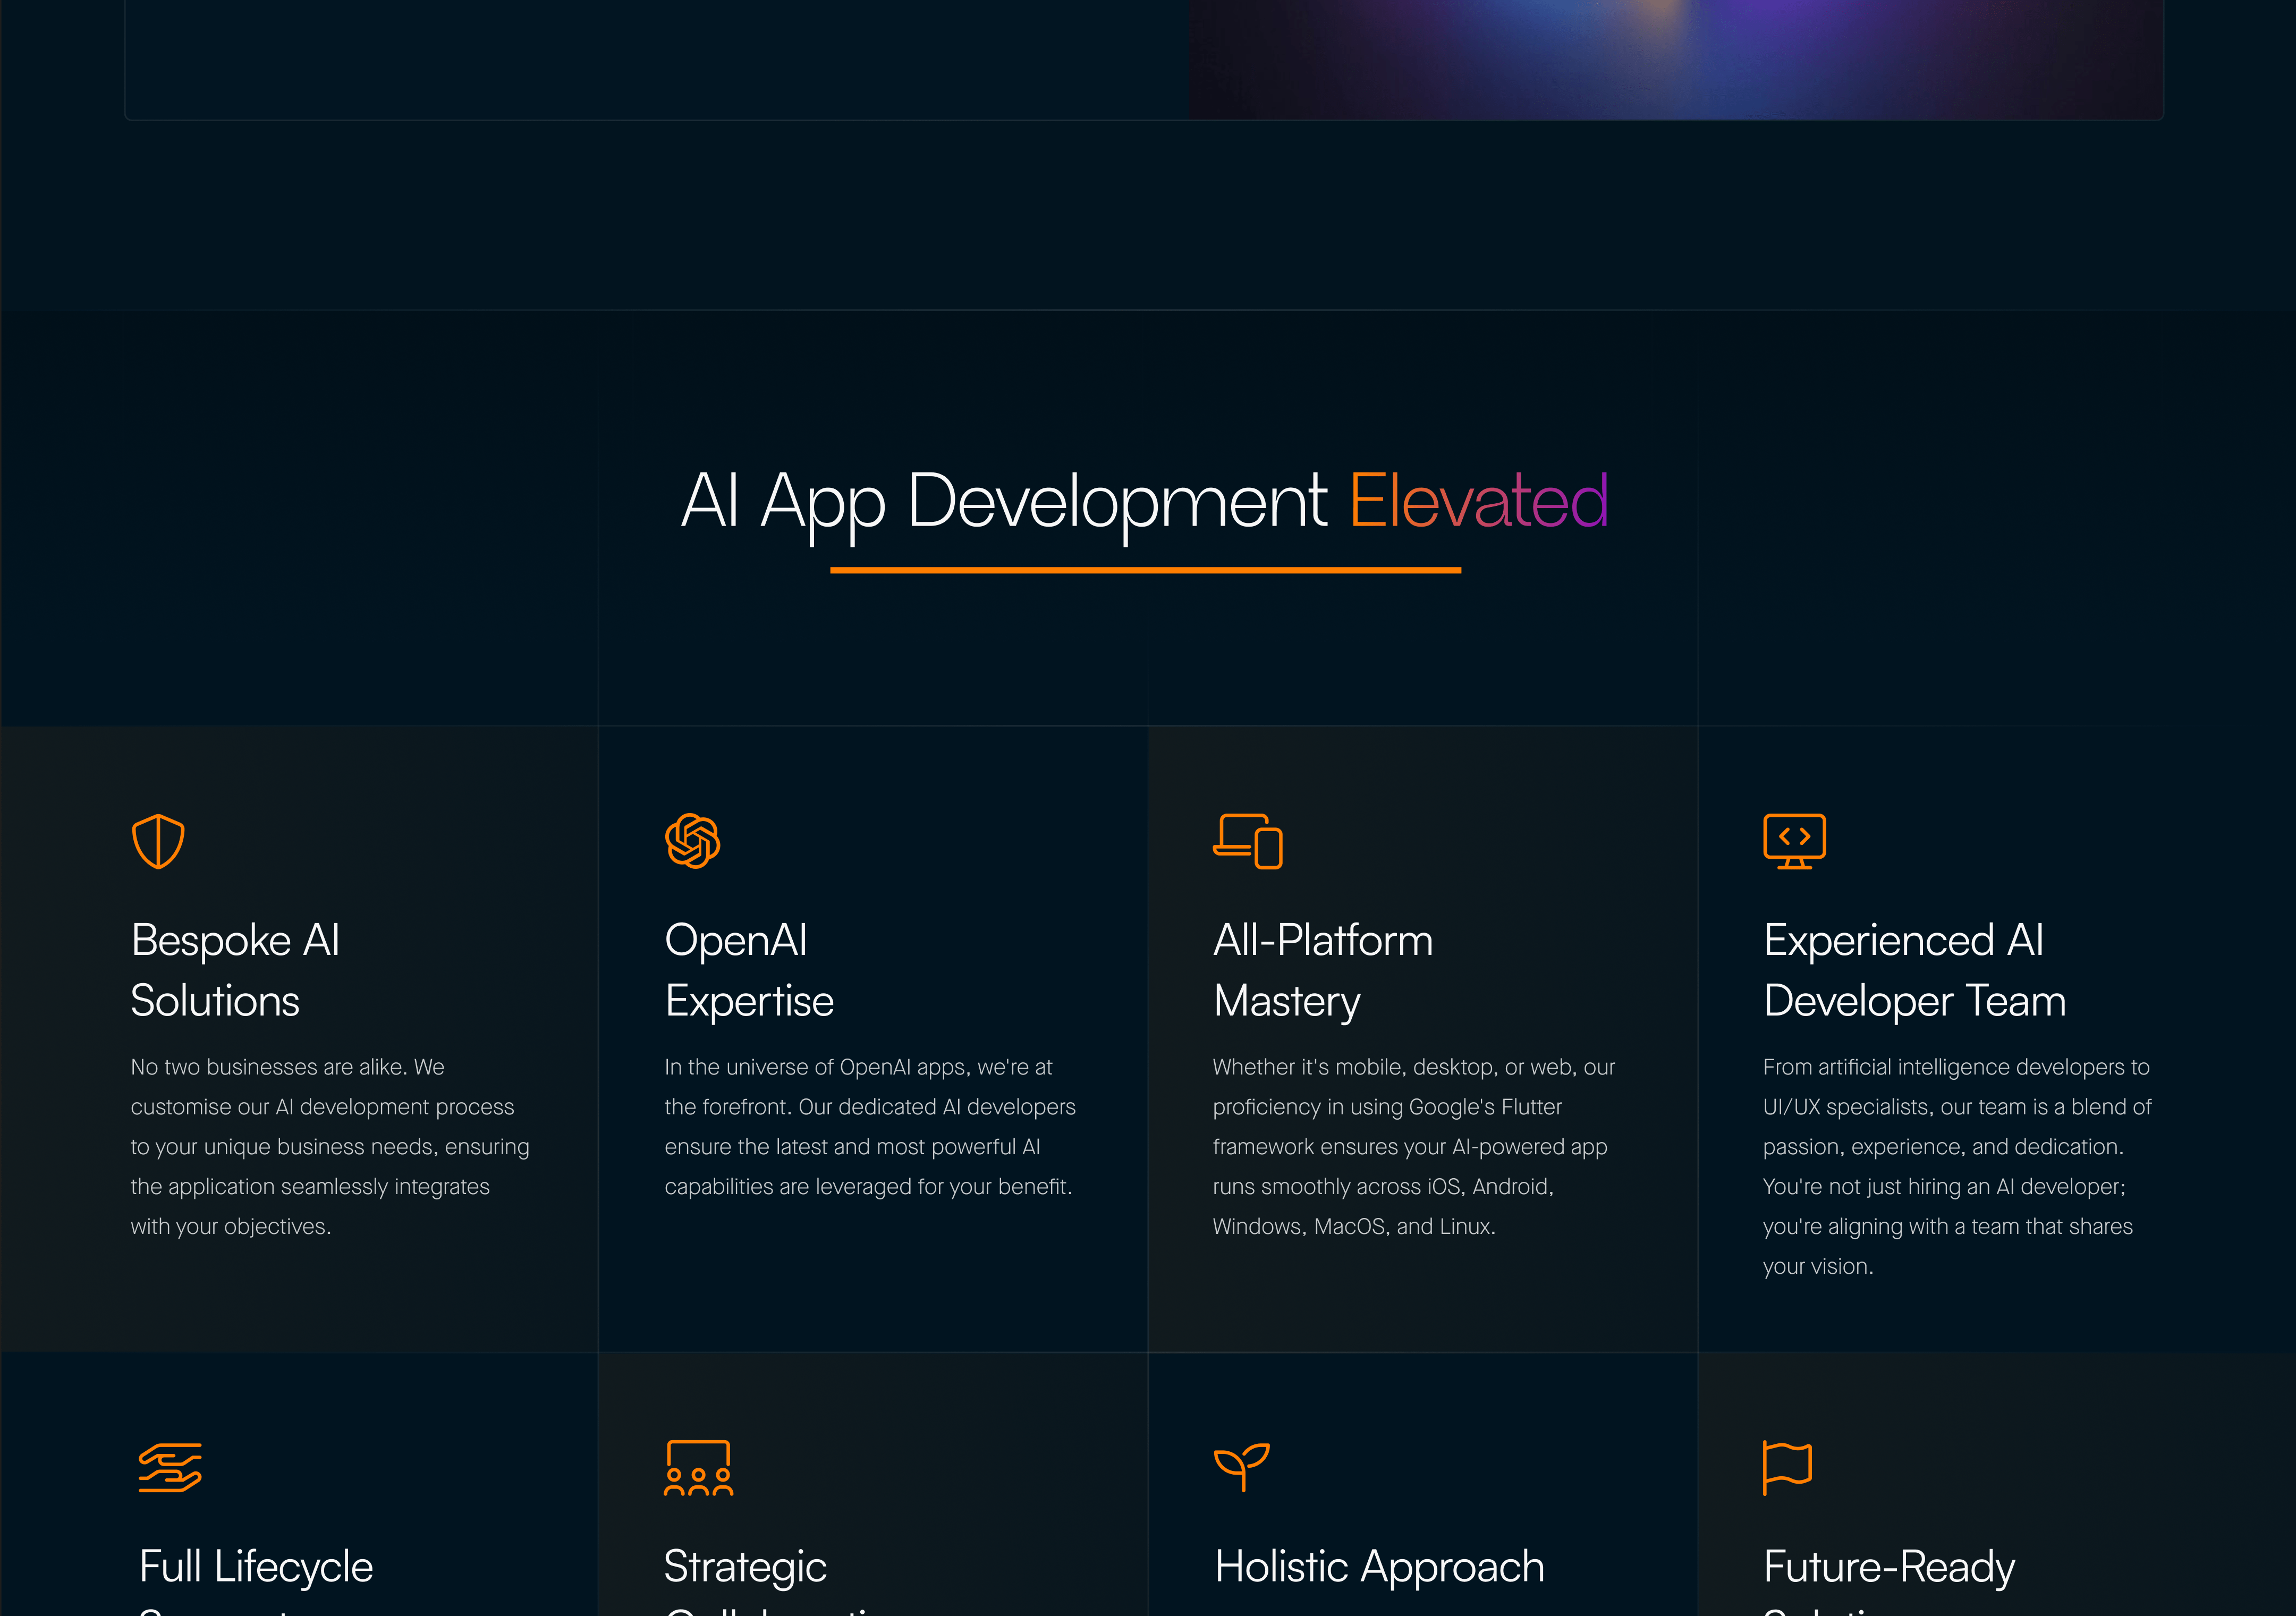 AI App Development Elevated
Bespoke AI
Solutions
No two businesses are alike. We
customise our AI development process
to your unique business needs, ensuring
the application seamlessly integrates
with your objectives.
OpenAI
Expertise
In the universe of OpenAI apps, we're at
the forefront. Our dedicated AI developers
ensure the latest and most powerful AI
capabilities are leveraged for your benefit.
All-Platform
Mastery
Whether it's mobile, desktop, or web, our
proficiency in using Google's Flutter
framework ensures your AI-powered app
runs smoothly across iOS, Android,
Windows, MacOS, and Linux.
Experienced AI
Developer Team
From artificial intelligence developers to
UI/UX specialists, our team is a blend of
passion, experience, and dedication.
You're not just hiring an AI developer;
you're aligning with a team that shares
your vision.
Full Lifecycle
Strategic
Holistic Approach
Future-Ready